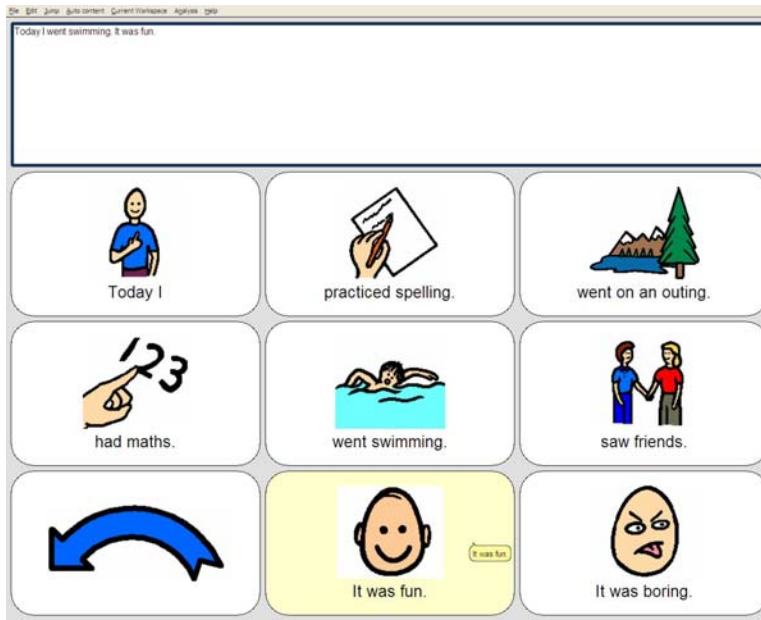 File Edit Jump Auto content Current Workspace Analysis Help
Today I went swimming. It was fun.
Today I
practiced spelling.
went on an outing.
123
had maths.
went swimming.
saw friends.
It was fun.
It was fun
It was boring.